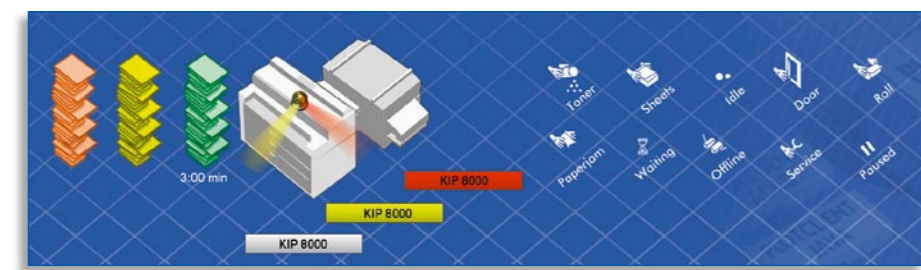 3:00 min
KIP 8000
KIP 8000
KIP 8000
Toner
Sheets
Idle
Door
Roll
Paperjam
Waiting
Offline
Service
Paused